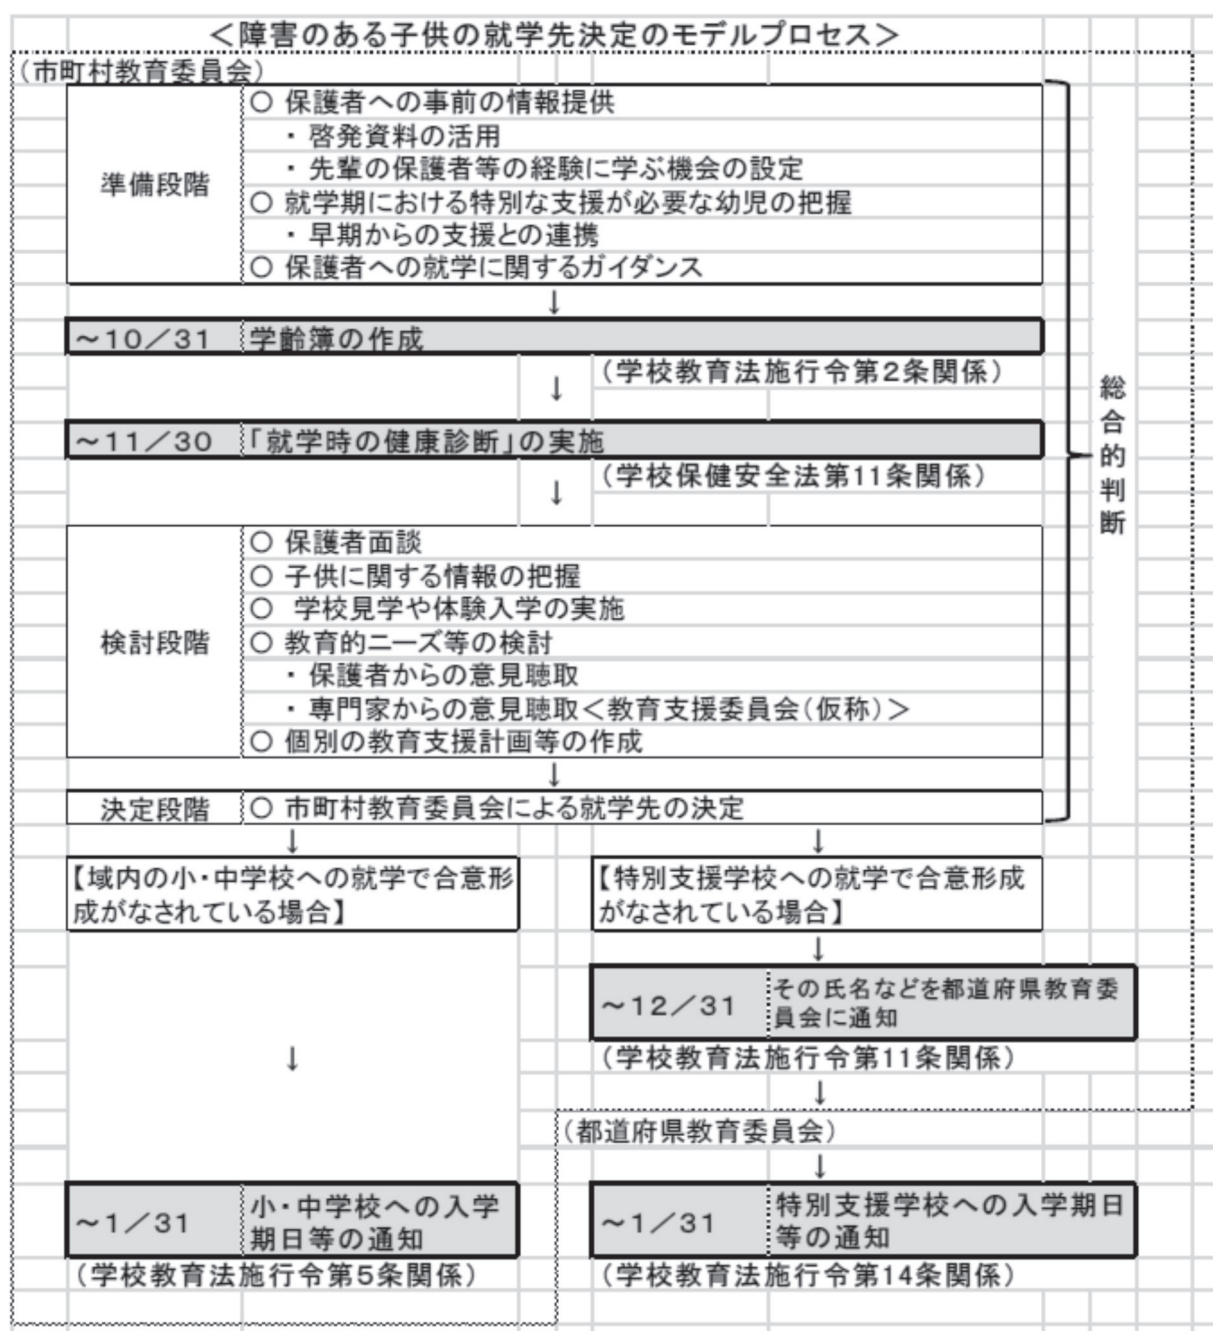 ＜障害のある子供の就学先決定のモデルプロセス＞
（市町村教育委員会）
準備段階
○ 保護者への事前の情報提供
・ 啓発資料の活用
・ 先輩の保護者等の経験に学ぶ機会の設定
○ 就学期における特別な支援が必要な幼児の把握
・ 早期からの支援との連携
○ 保護者への就学に関するガイダンス
↓
～10／31 学齢簿の作成
（学校教育法施行令第2条関係）
↓
～11／30 「就学時の健康診断」の実施
（学校保健安全法第11条関係）
↓
総合的判断
検討段階
○ 保護者面談
○ 子供に関する情報の把握
○ 学校見学や体験入学の実施
○ 教育的ニーズ等の検討
・ 保護者からの意見聴取
・ 専門家からの意見聴取＜教育支援委員会（仮称）＞
○ 個別の教育支援計画等の作成
↓
決定段階 ○ 市町村教育委員会による就学先の決定
↓ ↓
【域内の小・中学校への就学で合意形
成がなされている場合】
【特別支援学校への就学で合意形成
がなされている場合】
↓
～12／31
その氏名などを都道府県教育委
員会に通知
（学校教育法施行令第11条関係）
↓
↓
（都道府県教育委員会）
↓
～1／31
小・中学校への入学
期日等の通知
（学校教育法施行令第5条関係）
～1／31
特別支援学校への入学期日
等の通知
（学校教育法施行令第14条関係）